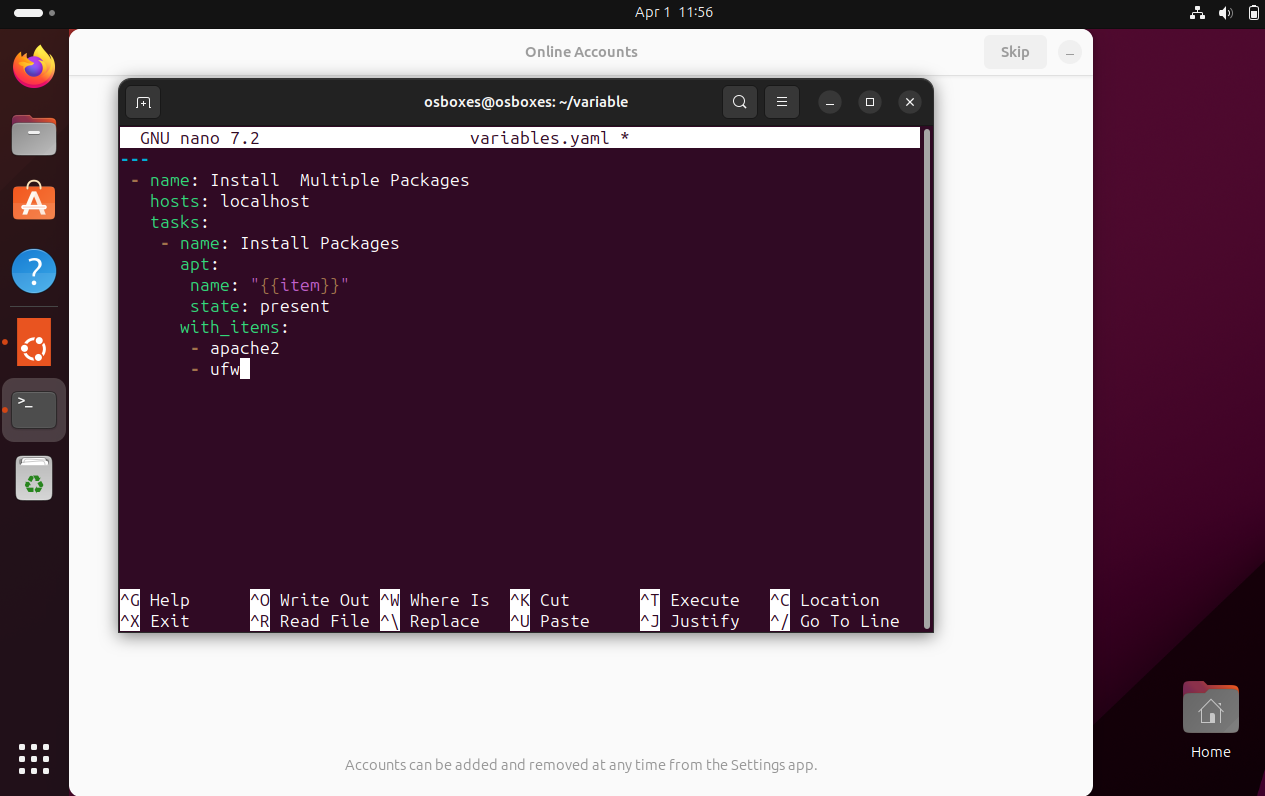 Apr 1 11:56
Online Accounts
Skip
osboxes@osboxes: ~/variable
GNU nano 7.2 variables.yaml *
---
- name: Install  Multiple Packages
hosts: localhost
tasks:
- name: Install Packages
apt:
name: "{{item}}"
state: present
with_items:
- apache2
- ufw
^G Help ^O Write Out ^W Where Is ^K Cut ^T Execute ^C Location
^X Exit ^R Read File ^\ Replace ^U Paste ^J Justify ^/ Go To Line
Home
Accounts can be added and removed at any time from the Settings app.